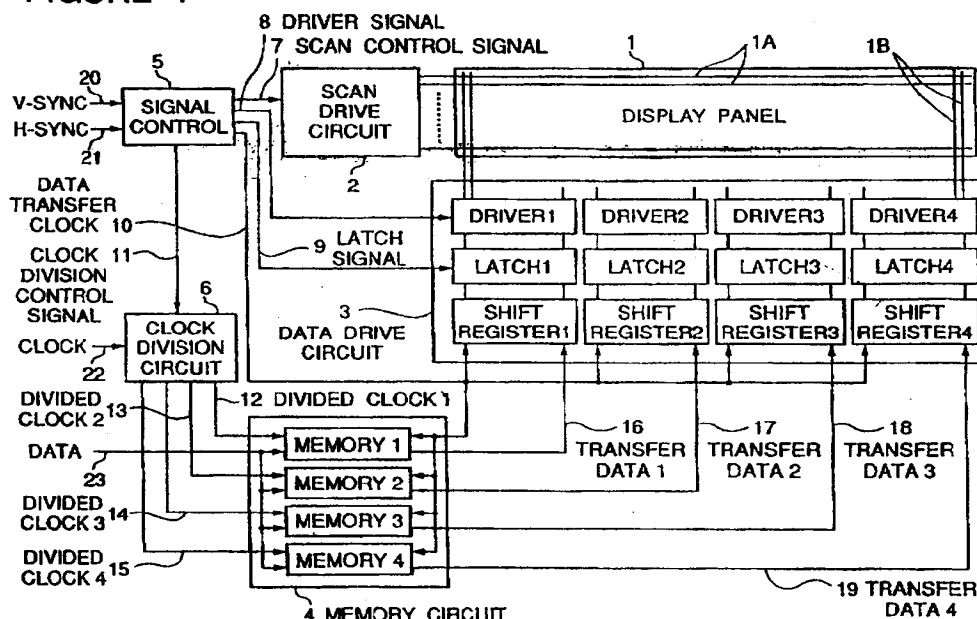 FIGURE 1
8 DRIVER SIGNAL
7 SCAN CONTROL SIGNAL
5
1
1A
1B
20
V-SYNC
H-SYNC
21
SIGNAL
CONTROL
SCAN
DRIVE
CIRCUIT
2
DISPLAY PANEL
DATA
TRANSFER
CLOCK 10
11
CLOCK
DIVISION
CONTROL
SIGNAL
9 LATCH
SIGNAL
DRIVER1
DRIVER2
DRIVER3
DRIVER4
LATCH1
LATCH2
LATCH3
LATCH4
SHIFT
REGISTER1
SHIFT
REGISTER2
SHIFT
REGISTER3
SHIFT
REGISTER4
3
DATA DRIVE
CIRCUIT
6
CLOCK
DIVISION
CIRCUIT
CLOCK
22
12 DIVIDED CLOCK 1
DIVIDED
CLOCK 2 13
DATA
23
DIVIDED
CLOCK 3 14
DIVIDED
CLOCK 4 15
MEMORY 1
MEMORY 2
MEMORY 3
MEMORY 4
4 MEMORY CIRCUIT
16
TRANSFER
DATA 1
17
TRANSFER
DATA 2
18
TRANSFER
DATA 3
19 TRANSFER
DATA 4